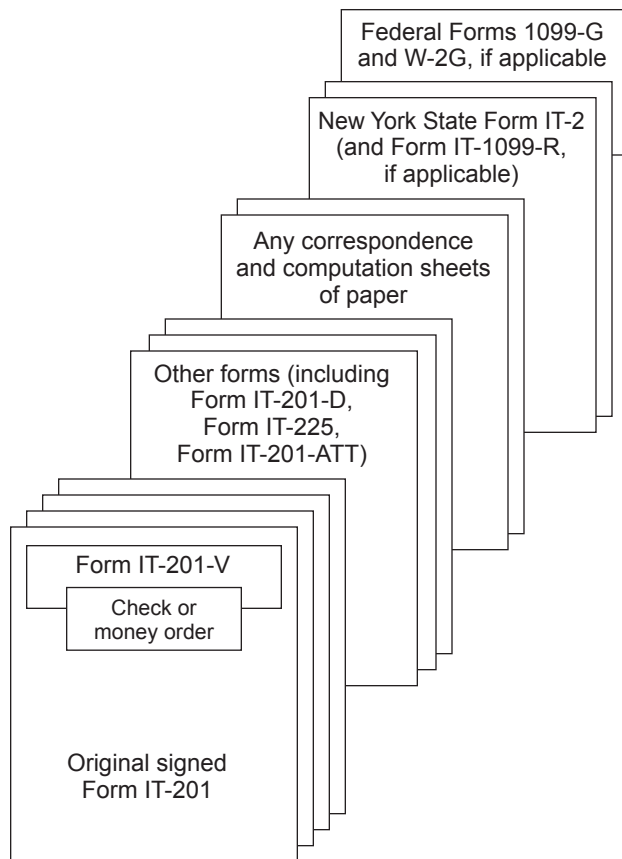 Federal Forms 1099-G
and W-2G, if applicable
New York State Form IT-2
(and Form IT-1099-R,
if applicable)
Any correspondence
and computation sheets
of paper
Other forms (including
Form IT-201-D,
Form IT-225,
Form IT-201-ATT)
Form IT-201-V
Check or
money order
Original signed
Form IT-201